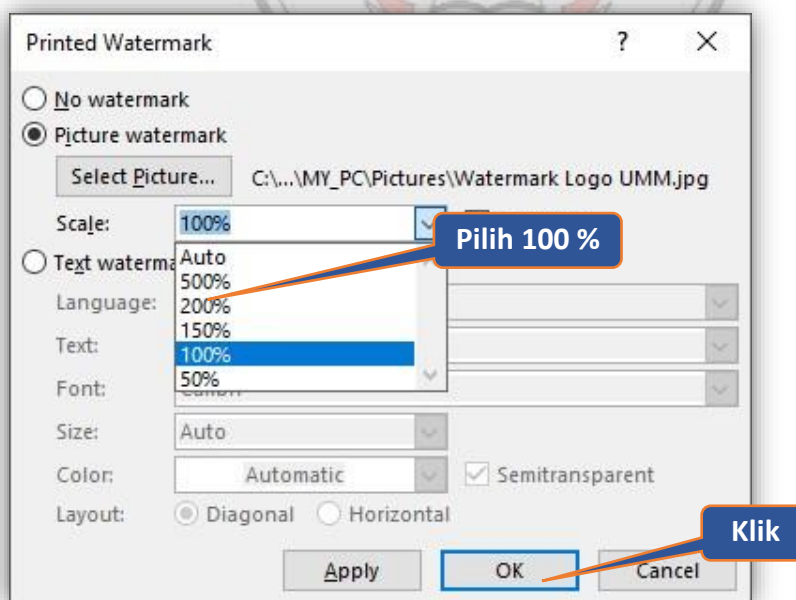 Printed Watermark ? X
No watermark
Picture watermark
Select Picture... C:\...\MY_PC\Pictures\Watermark Logo UMM.jpg
Scale: 100%
Pilih 100 %
Auto
Text waterma
500%
Language: 200%
150%
Text: 100%
50%
Font:
Size: Auto
Color: Automatic Semitransparent
Layout: Diagonal Horizontal
Klik
Apply OK Cancel